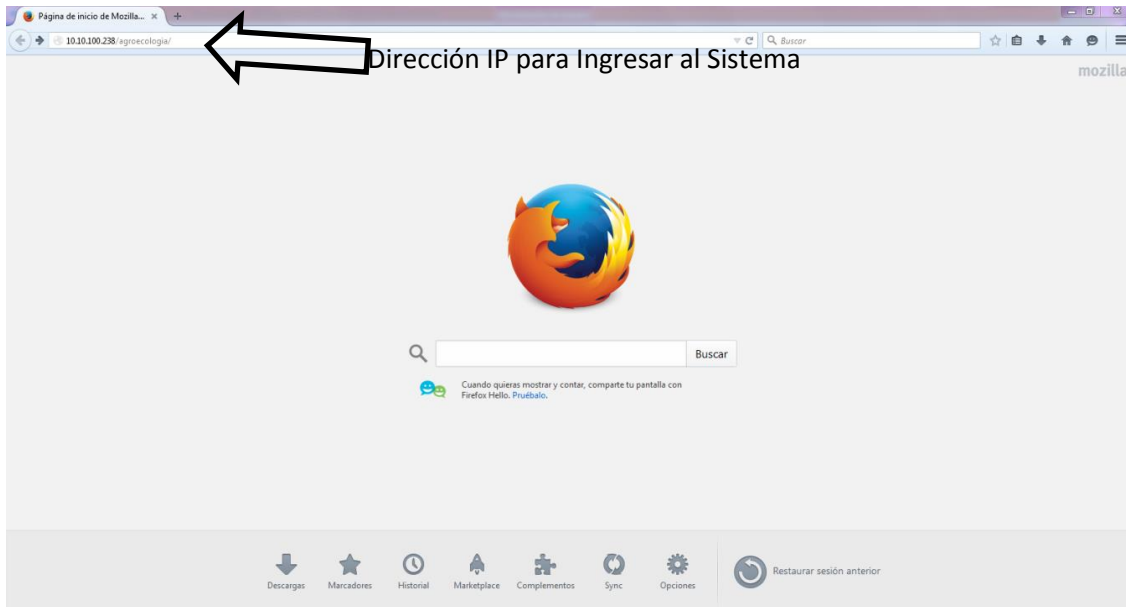 Página de inicio de Mozilla...
10.10.100.238/agroecologia/
Buscar
Dirección IP para Ingresar al Sistema
mozilla
Buscar
Cuando quieras mostrar y contar, comparte tu pantalla con
Firefox Hello. Pruébalo.
Descargas
Marcadores
Historial
Marketplace
Complementos
Sync
Opciones
Restaurar sesión anterior